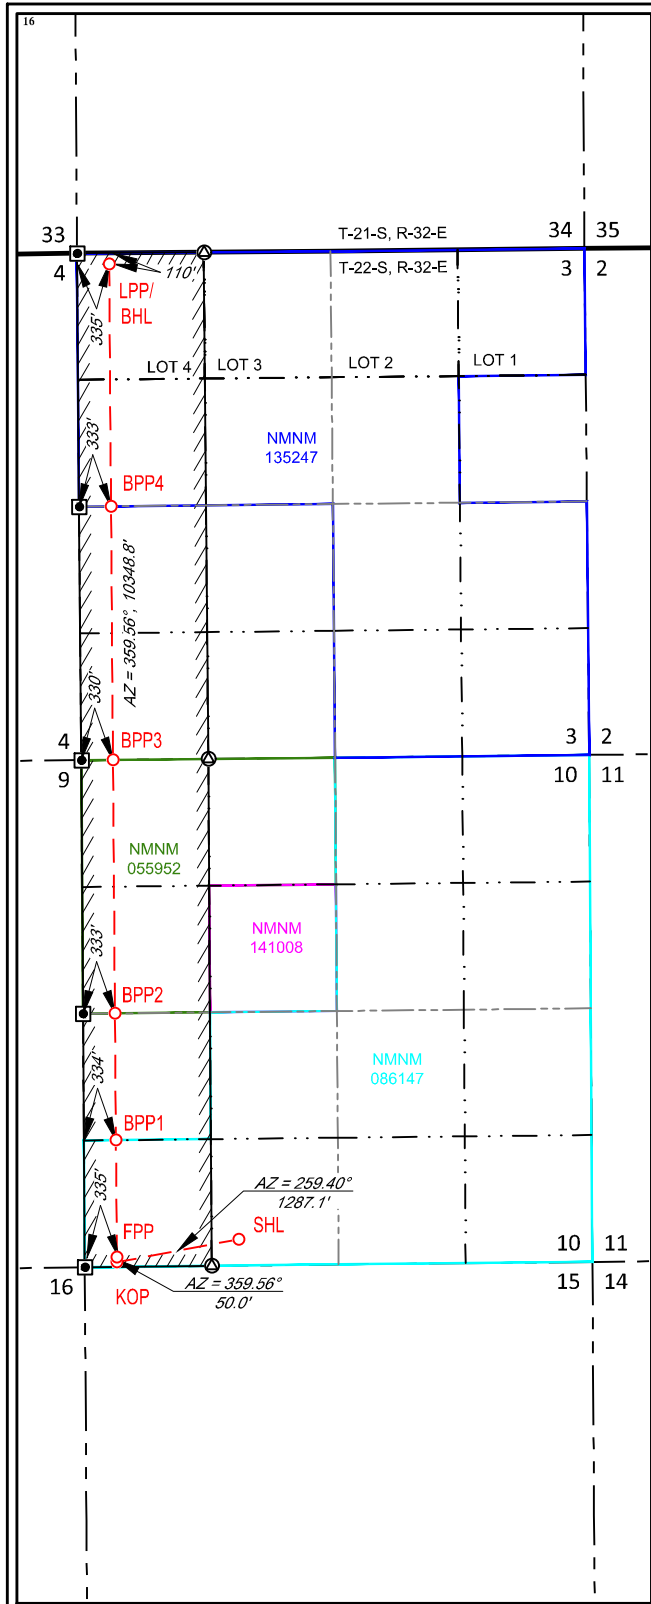 16
33
T-21-S, R-32-E
34
35
4
T-22-S, R-32-E
3
2
110'
LPP/
BHL
335'
LOT 4
LOT 3
LOT 2
LOT 1
333'
NMNM
135247
BPP4
AZ = 359.56°, 10348.8'
330'
4
BPP3
3
2
9
10
11
NMNM
055952
NMNM
141008
333'
BPP2
334'
NMNM
086147
BPP1
335'
AZ = 259.40°
1287.1'
FPP
SHL
10
11
16
KOP
AZ = 359.56°
50.0'
15
14